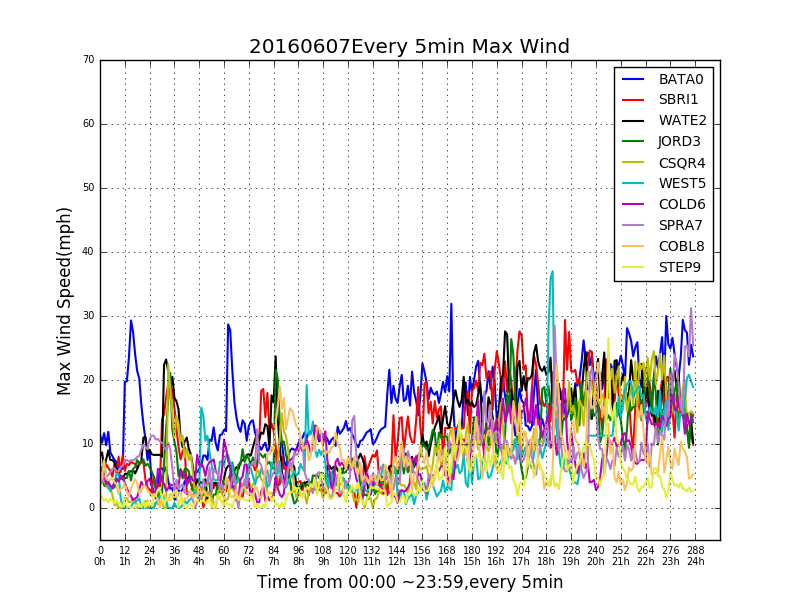 20160607Every 5min Max Wind
70
60
50
40
30
20
10
0
Max Wind Speed(mph)
BATA0
SBRI1
WATE2
JORD3
CSQR4
WEST5
COLD6
SPRA7
COBL8
STEP9
0 12 24 36 48 60 72 84 96 108 120 132 144 156 168 180 192 204 216 228 240 252 264 276 288
0h 1h 2h 3h 4h 5h 6h 7h 8h 9h 10h 11h 12h 13h 14h 15h 16h 17h 18h 19h 20h 21h 22h 23h 24h
Time from 00:00 ~23:59,every 5min